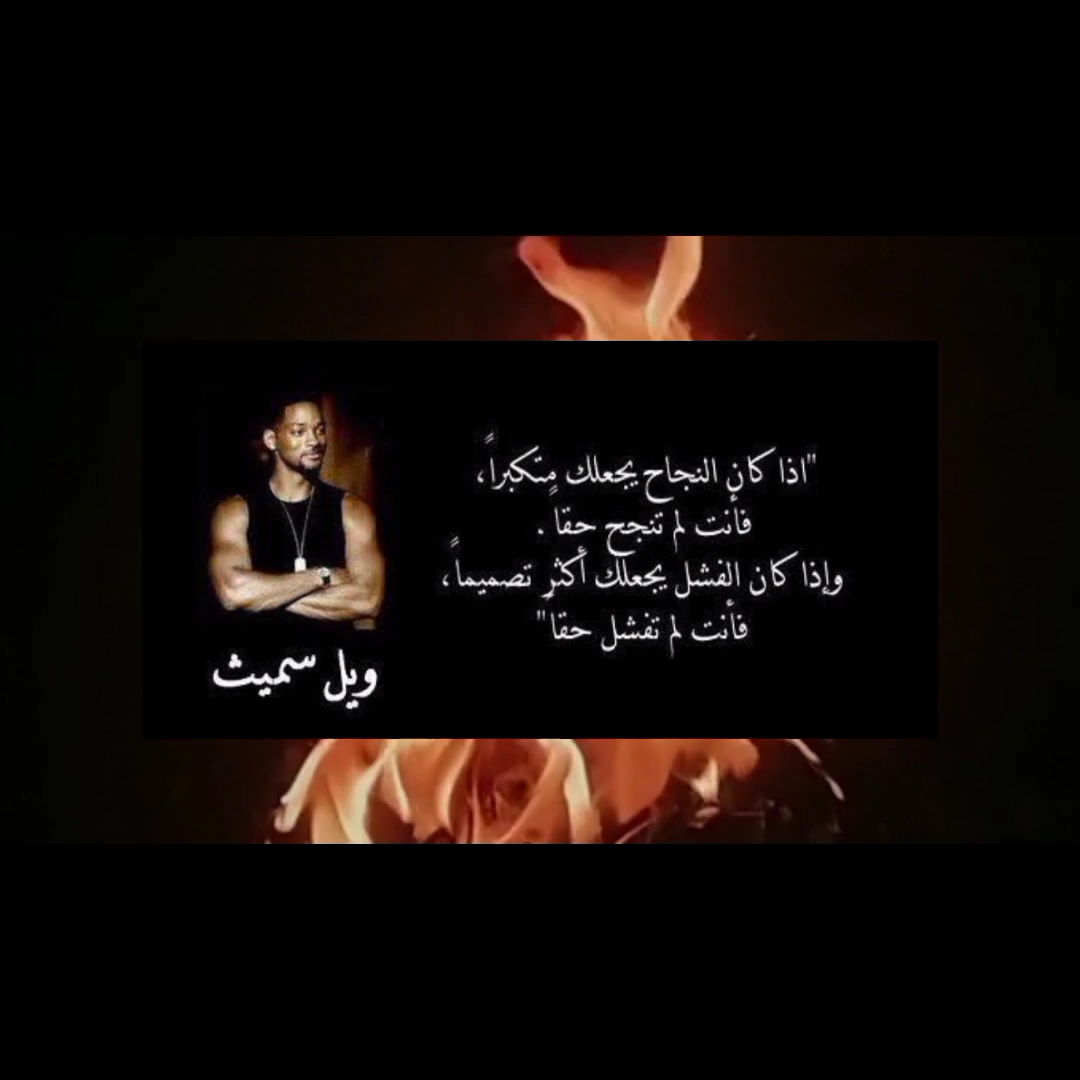 "اذا كان النجاح يجعلك متكبراً،
فأنت لم تنجح حقاً .
وإذا كان الفشل يجعلك أكثر تصميماً،
فأنت لم تفشل حقاً"
ويل سميث